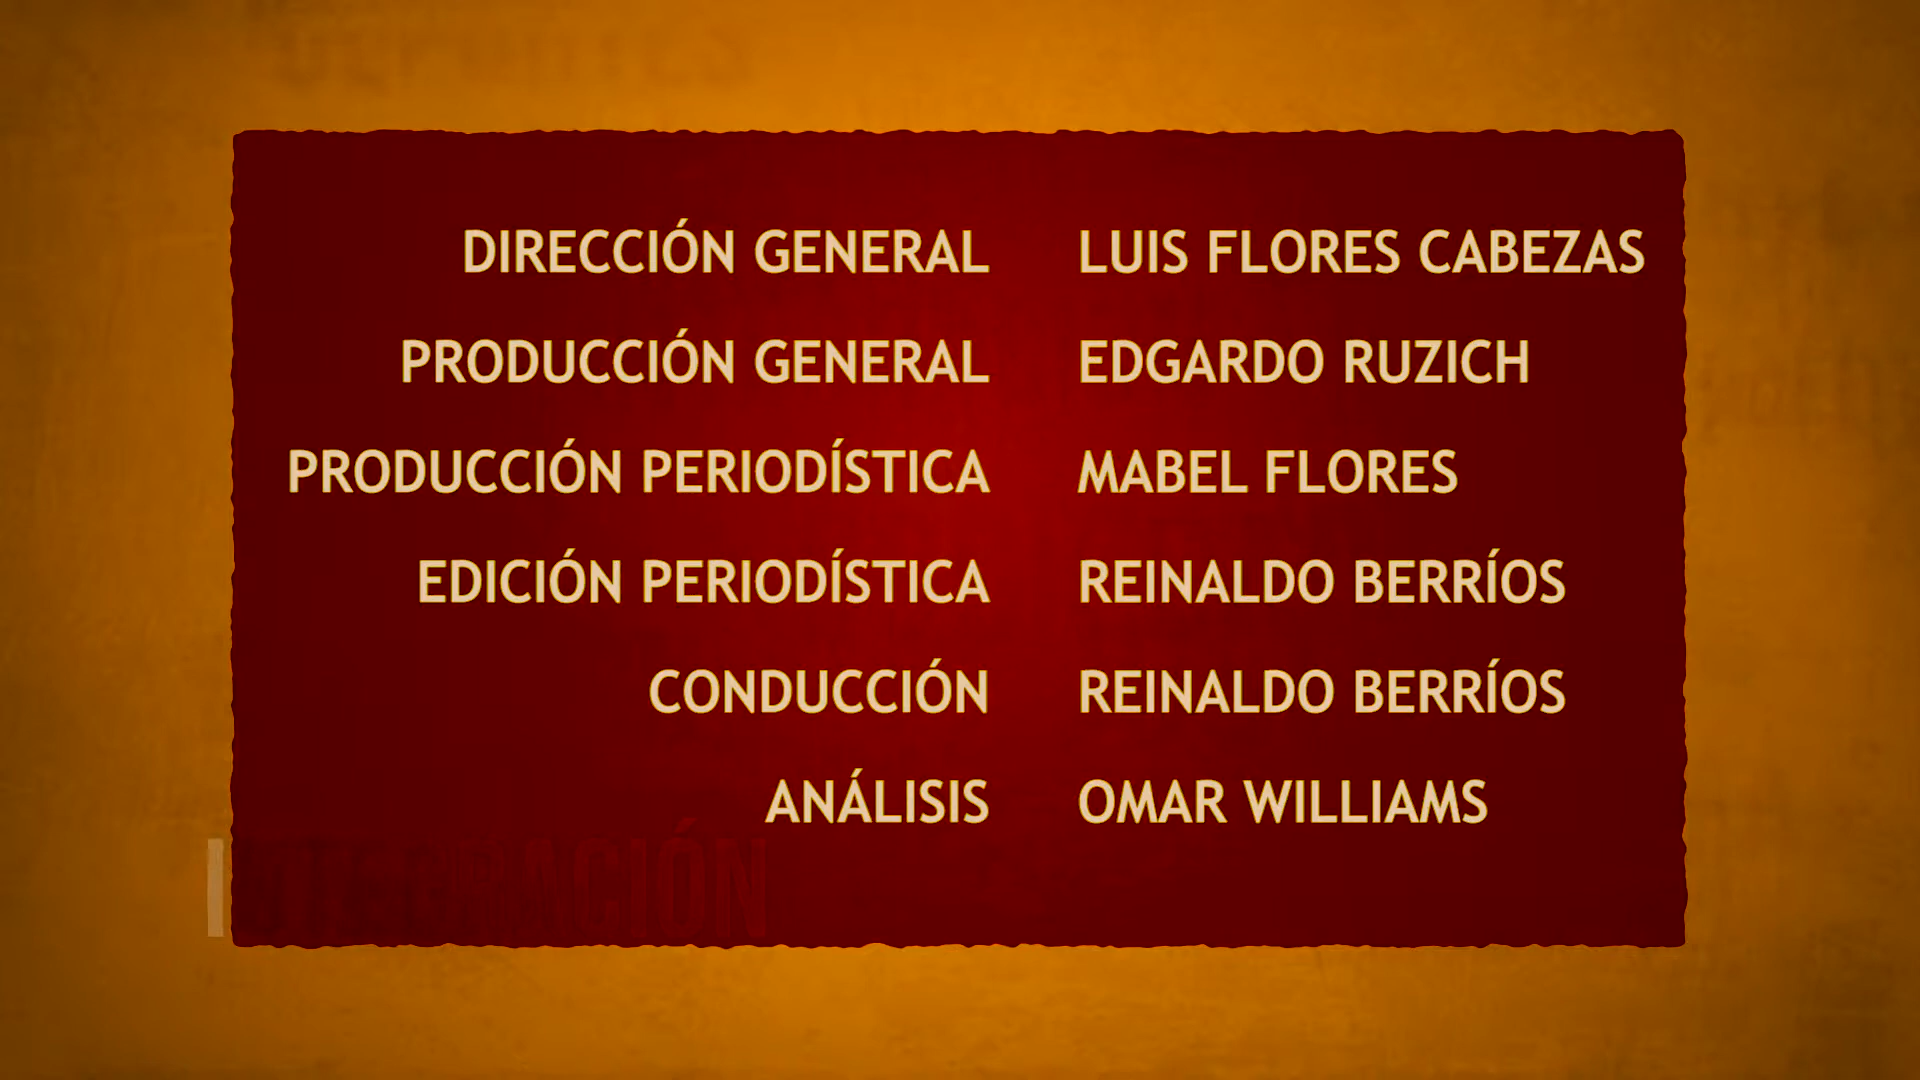 DIRECCIÓN GENERAL LUIS FLORES CABEZAS
PRODUCCIÓN GENERAL EDGARDO RUZICH
PRODUCCIÓN PERIODÍSTICA MABEL FLORES
EDICIÓN PERIODÍSTICA REINALDO BERRÍOS
CONDUCCIÓN REINALDO BERRÍOS
ANÁLISIS OMAR WILLIAMS
INTEGRACIÓN